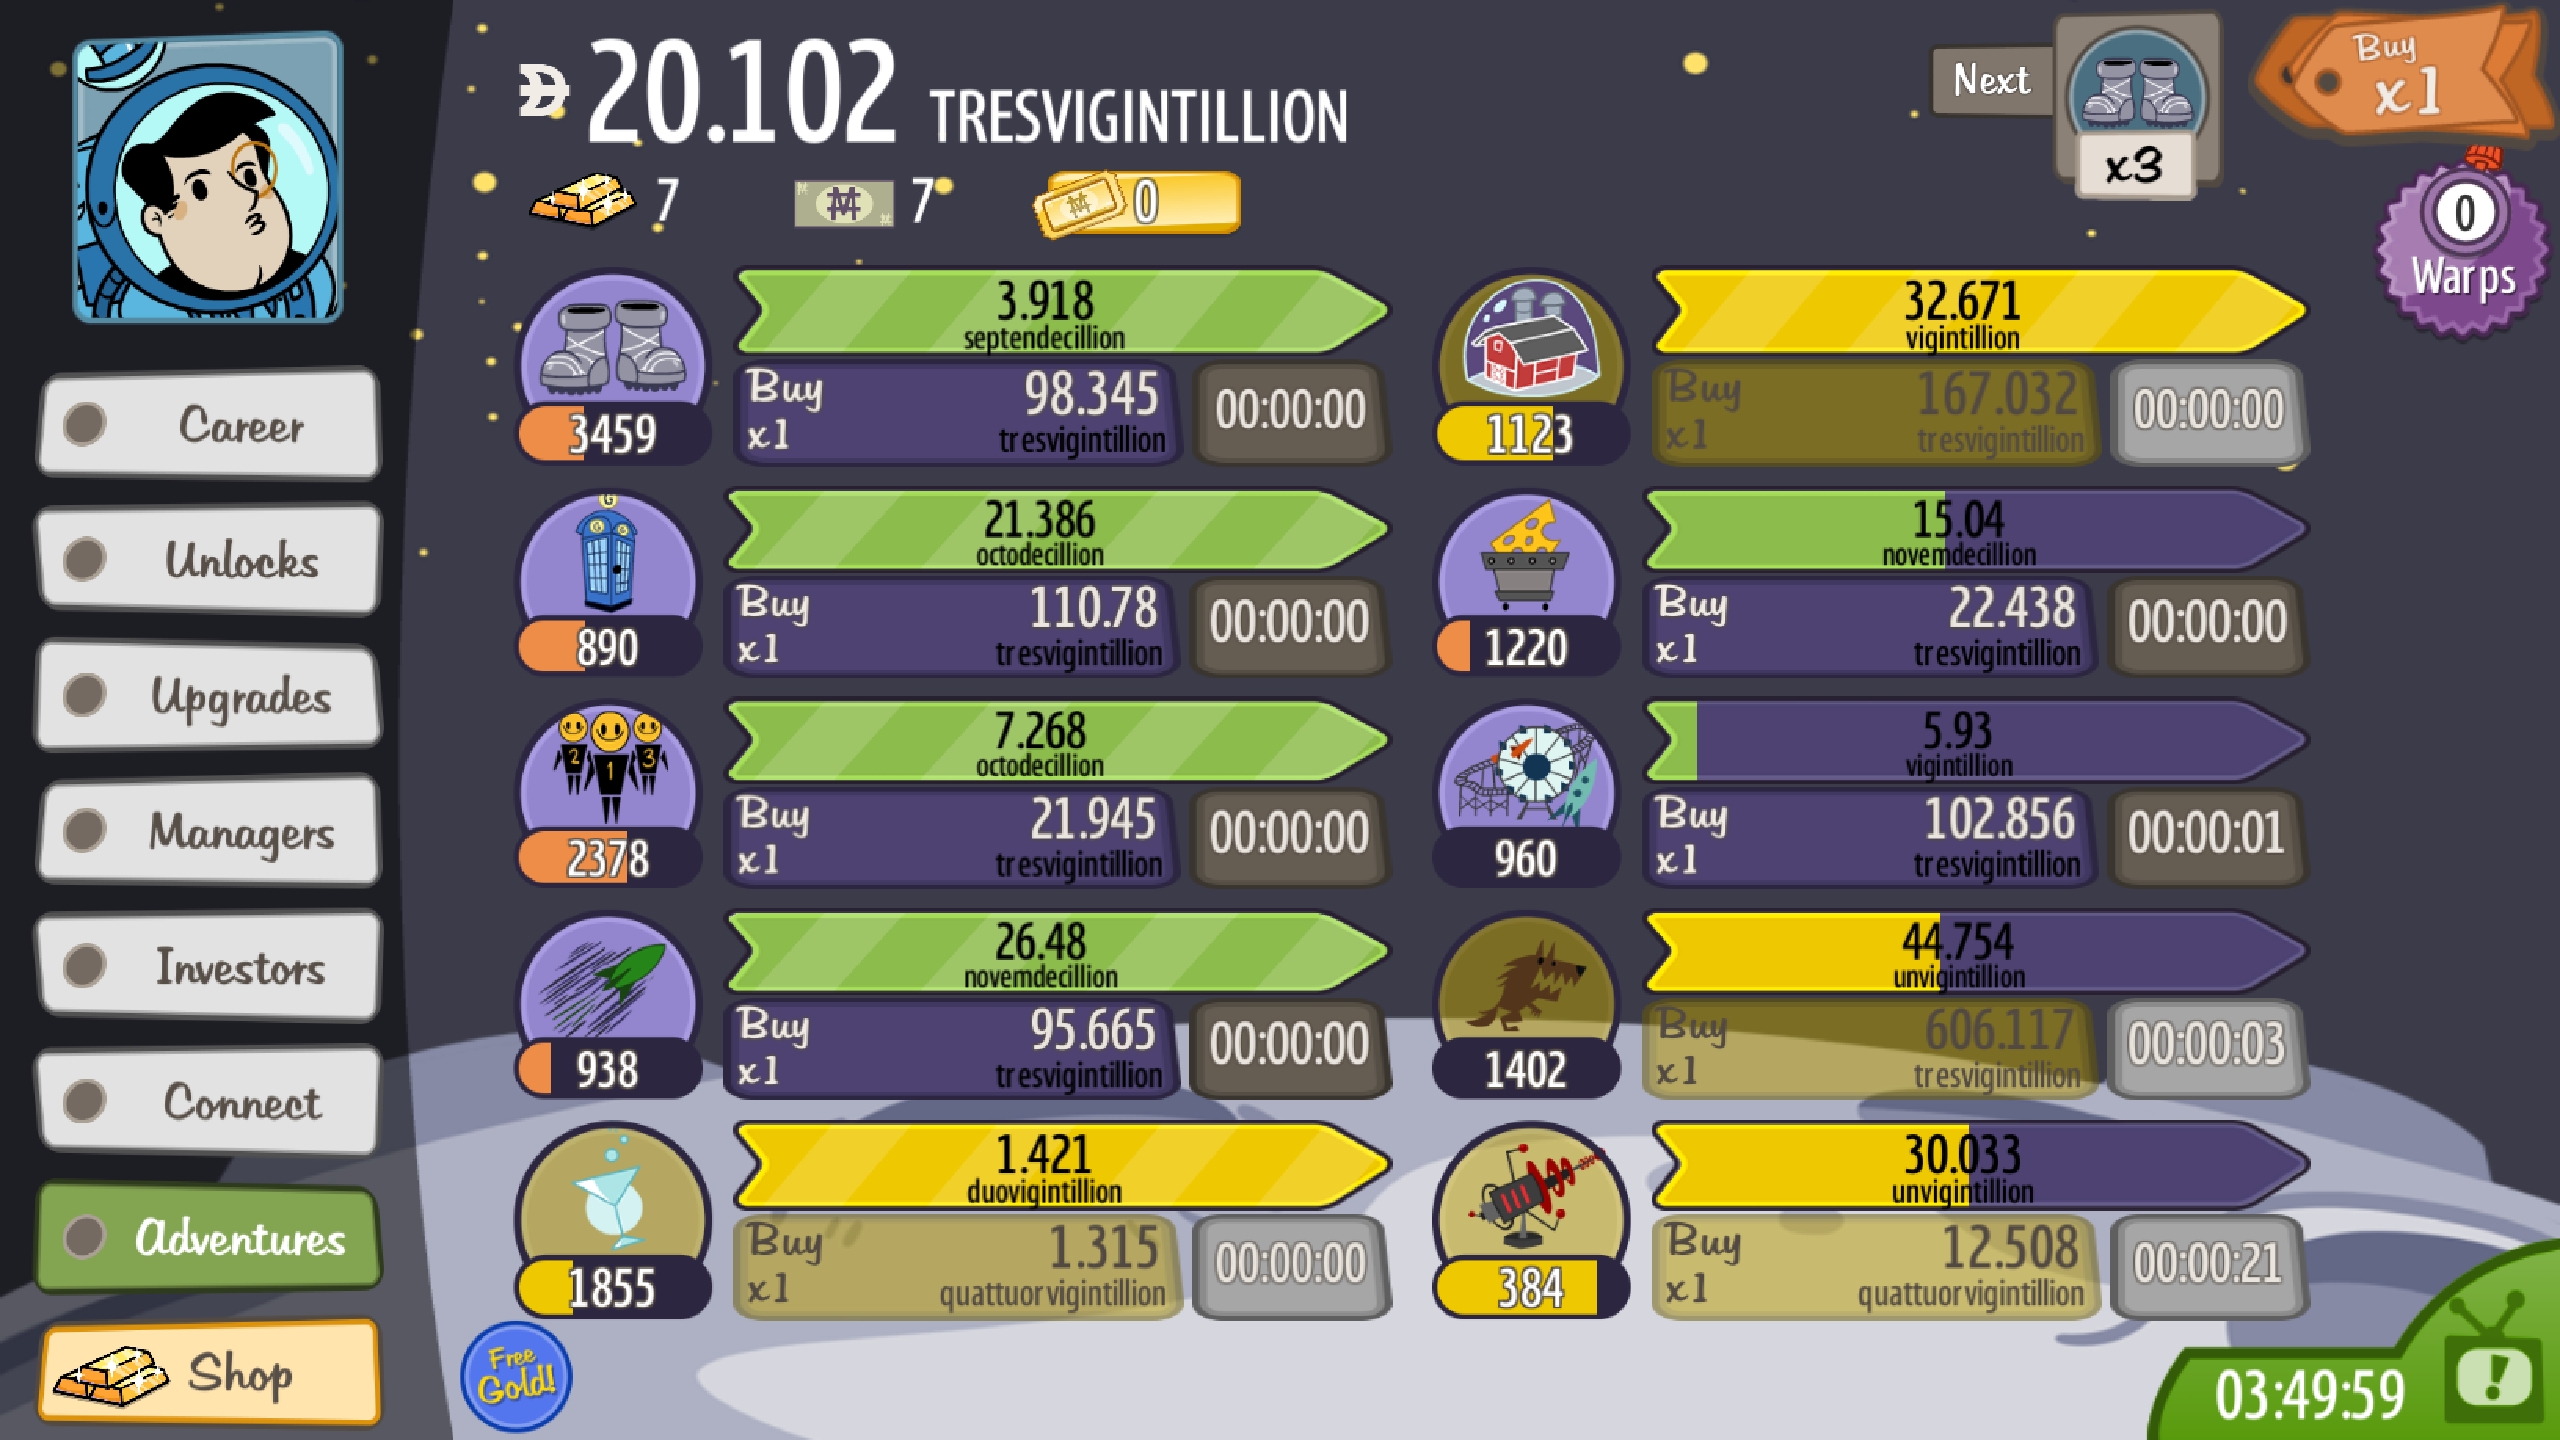 20.102 TRESVIGINTILLION
7 7 0
Next
x3
Buy
x1
0
Warps
Career
Unlocks
Upgrades
Managers
Investors
Connect
Adventures
Shop
3.918
septendecillion
Buy
x1
98.345
tresvigintillion
00:00:00
3459
32.671
vigintillion
Buy
x1
167.032
tresvigintillion
00:00:00
1123
G
G G
21.386
octodecillion
Buy
x1
110.78
tresvigintillion
00:00:00
890
15.04
novemdecillion
Buy
x1
22.438
tresvigintillion
00:00:00
1220
2 1 3
7.268
octodecillion
Buy
x1
21.945
tresvigintillion
00:00:00
2378
5.93
vigintillion
Buy
x1
102.856
tresvigintillion
00:00:01
960
26.48
novemdecillion
Buy
x1
95.665
tresvigintillion
00:00:00
938
44.754
unvigintillion
Buy
x1
606.117
tresvigintillion
00:00:03
1402
1.421
duovigintillion
Buy
x1
1.315
quattuorvigintillion
00:00:00
1855
30.033
unvigintillion
Buy
x1
12.508
quattuorvigintillion
00:00:21
384
Free
Gold!
03:49:59
!